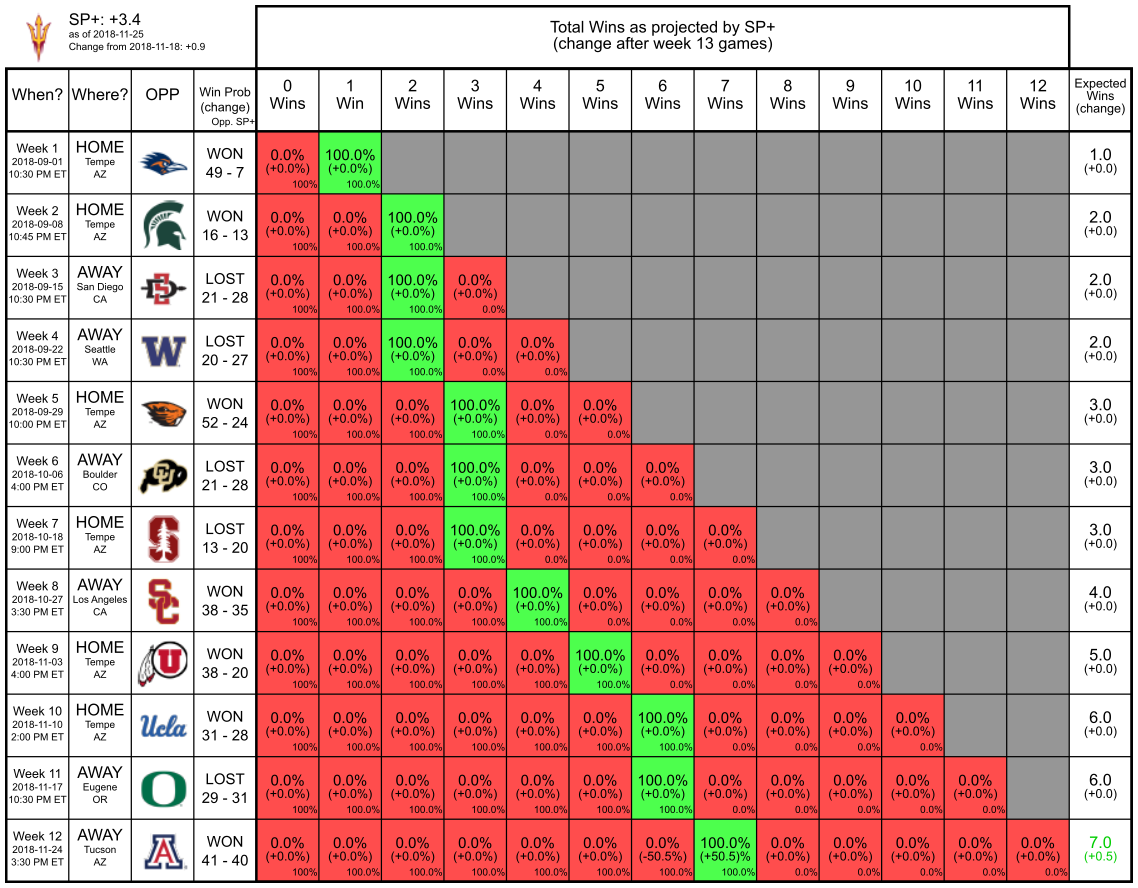 SP+: +3.4
as of 2018-11-25
Change from 2018-11-18: +0.9
Total Wins as projected by SP+
(change after week 13 games)
When? Where? OPP Win Prob
(change)
Opp. SP+
0 Wins 1 Win 2 Wins 3 Wins 4 Wins 5 Wins 6 Wins 7 Wins 8 Wins 9 Wins 10 Wins 11 Wins 12 Wins
Expected
Wins
(change)
Week 1 HOME WON 0.0% 100.0% 1.0
2018-09-01 Tempe 49 - 7 (+0.0%) (+0.0%) (+0.0)
10:30 PM ET AZ 100% 100.0%
Week 2 HOME WON 0.0% 0.0% 100.0% 2.0
2018-09-08 Tempe 16 - 13 (+0.0%) (+0.0%) (+0.0%) (+0.0)
10:45 PM ET AZ 100% 100.0% 100.0%
Week 3 AWAY LOST 0.0% 0.0% 100.0% 0.0% 2.0
2018-09-15 San Diego 21 - 28 (+0.0%) (+0.0%) (+0.0%) (+0.0%) (+0.0)
10:30 PM ET CA 100% 100.0% 100.0% 0.0%
Week 4 AWAY W LOST 0.0% 0.0% 100.0% 0.0% 0.0% 2.0
2018-09-22 Seattle 20 - 27 (+0.0%) (+0.0%) (+0.0%) (+0.0%) (+0.0%) (+0.0)
10:30 PM ET WA 100% 100.0% 100.0% 0.0% 0.0%
Week 5 HOME WON 0.0% 0.0% 0.0% 100.0% 0.0% 0.0% 3.0
2018-09-29 Tempe 52 - 24 (+0.0%) (+0.0%) (+0.0%) (+0.0%) (+0.0%) (+0.0%) (+0.0)
10:00 PM ET AZ 100% 100.0% 100.0% 100.0% 0.0% 0.0%
Week 6 AWAY CU LOST 0.0% 0.0% 0.0% 100.0% 0.0% 0.0% 0.0% 3.0
2018-10-06 Boulder 21 - 28 (+0.0%) (+0.0%) (+0.0%) (+0.0%) (+0.0%) (+0.0%) (+0.0%) (+0.0)
4:00 PM ET CO 100% 100.0% 100.0% 100.0% 0.0% 0.0% 0.0%
Week 7 HOME S LOST 0.0% 0.0% 0.0% 100.0% 0.0% 0.0% 0.0% 0.0% 3.0
2018-10-18 Tempe 13 - 20 (+0.0%) (+0.0%) (+0.0%) (+0.0%) (+0.0%) (+0.0%) (+0.0%) (+0.0%) (+0.0)
9:00 PM ET AZ 100% 100.0% 100.0% 100.0% 0.0% 0.0% 0.0% 0.0%
Week 8 AWAY SC WON 0.0% 0.0% 0.0% 0.0% 100.0% 0.0% 0.0% 0.0% 0.0% 4.0
2018-10-27 Los Angeles 38 - 35 (+0.0%) (+0.0%) (+0.0%) (+0.0%) (+0.0%) (+0.0%) (+0.0%) (+0.0%) (+0.0%) (+0.0)
3:30 PM ET CA 100% 100.0% 100.0% 100.0% 100.0% 0.0% 0.0% 0.0% 0.0%
Week 9 HOME U WON 0.0% 0.0% 0.0% 0.0% 0.0% 100.0% 0.0% 0.0% 0.0% 0.0% 5.0
2018-11-03 Tempe 38 - 20 (+0.0%) (+0.0%) (+0.0%) (+0.0%) (+0.0%) (+0.0%) (+0.0%) (+0.0%) (+0.0%) (+0.0%) (+0.0)
4:00 PM ET AZ 100% 100.0% 100.0% 100.0% 100.0% 100.0% 0.0% 0.0% 0.0% 0.0%
Week 10 HOME Ucla WON 0.0% 0.0% 0.0% 0.0% 0.0% 0.0% 100.0% 0.0% 0.0% 0.0% 0.0% 6.0
2018-11-10 Tempe 31 - 28 (+0.0%) (+0.0%) (+0.0%) (+0.0%) (+0.0%) (+0.0%) (+0.0%) (+0.0%) (+0.0%) (+0.0%) (+0.0%) (+0.0)
2:00 PM ET AZ 100% 100.0% 100.0% 100.0% 100.0% 100.0% 100.0% 0.0% 0.0% 0.0% 0.0%
Week 11 AWAY O LOST 0.0% 0.0% 0.0% 0.0% 0.0% 0.0% 100.0% 0.0% 0.0% 0.0% 0.0% 0.0% 6.0
2018-11-17 Eugene 29 - 31 (+0.0%) (+0.0%) (+0.0%) (+0.0%) (+0.0%) (+0.0%) (+0.0%) (+0.0%) (+0.0%) (+0.0%) (+0.0%) (+0.0%) (+0.0)
10:30 PM ET OR 100% 100.0% 100.0% 100.0% 100.0% 100.0% 100.0% 0.0% 0.0% 0.0% 0.0% 0.0%
Week 12 AWAY A WON 0.0% 0.0% 0.0% 0.0% 0.0% 0.0% 0.0% 100.0% 0.0% 0.0% 0.0% 0.0% 0.0% 7.0
2018-11-24 Tucson 41 - 40 (+0.0%) (+0.0%) (+0.0%) (+0.0%) (+0.0%) (+0.0%) (-50.5%) (+50.5)% (+0.0%) (+0.0%) (+0.0%) (+0.0%) (+0.0%) (+0.5)
3:30 PM ET AZ 100% 100.0% 100.0% 100.0% 100.0% 100.0% 100.0% 100.0% 0.0% 0.0% 0.0% 0.0% 0.0%